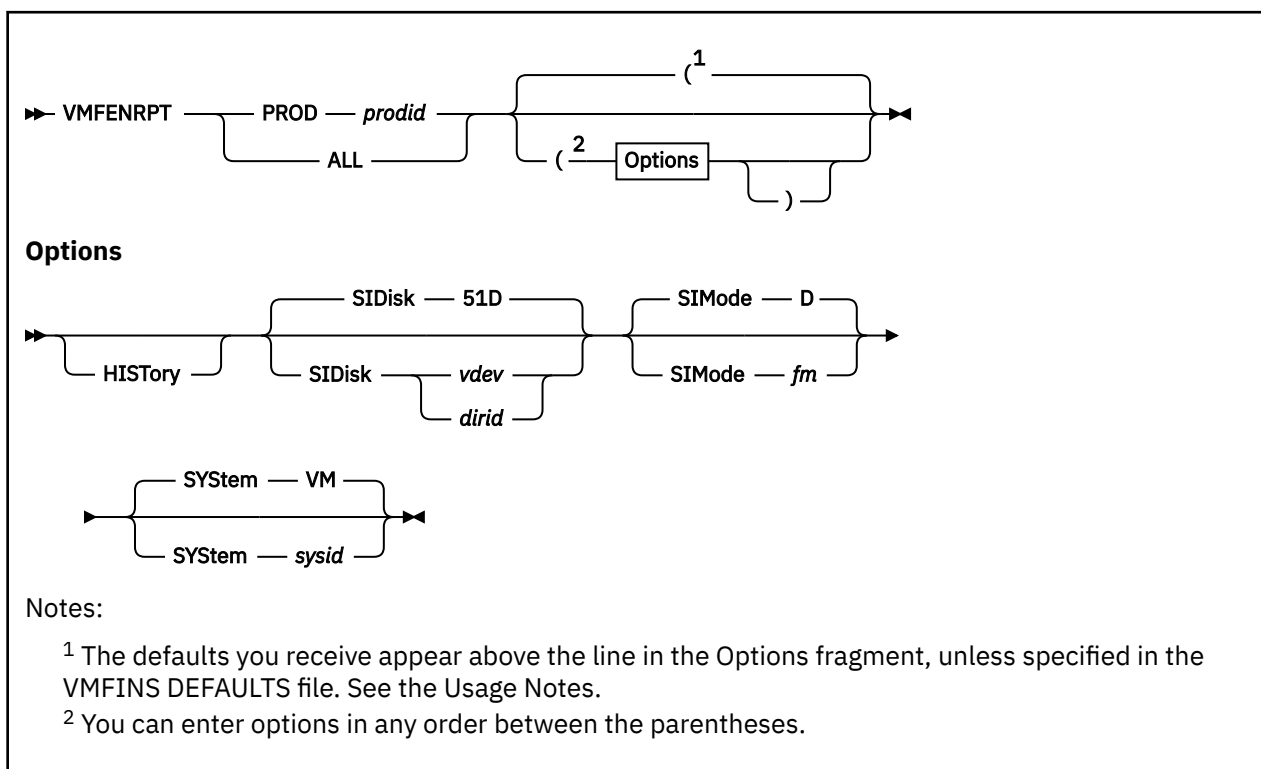 ( 1
VMFENRPT PROD prodid
ALL ( 2 Options
)
Options
SIDisk 51D SIMode D
HISTory SIDisk vdev SIMode fm
dirid
SYStem VM
SYStem sysid
Notes:
1 The defaults you receive appear above the line in the Options fragment, unless specified in the
VMFINS DEFAULTS file. See the Usage Notes.
2 You can enter options in any order between the parentheses.